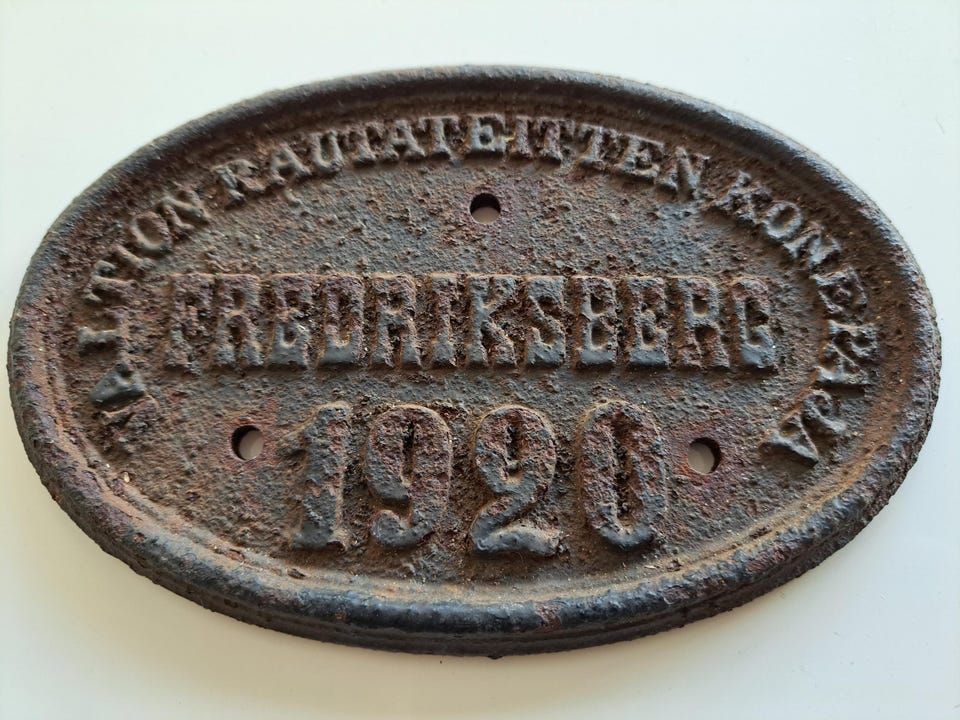 VALTION RAUTATEITTEN KONEPAJA
FREDRIKSBERG
1920